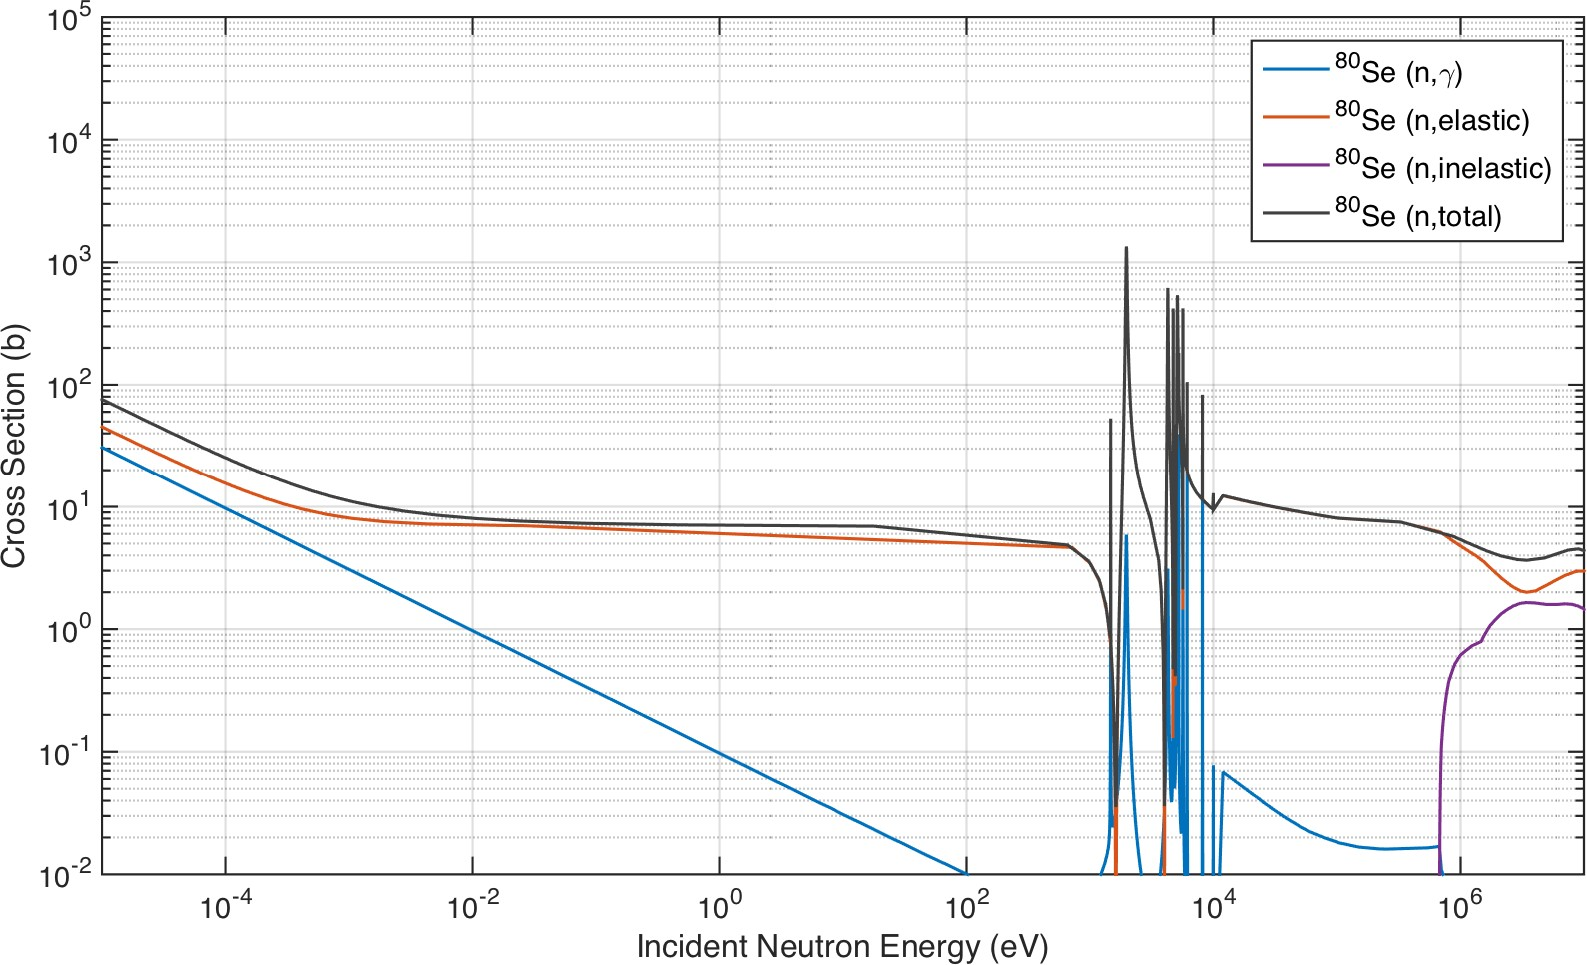 10^5
10^4
10^3
10^2
10^1
10^0
10^-1
10^-2
Cross Section (b)
80Se (n,γ)
80Se (n,elastic)
80Se (n,inelastic)
80Se (n,total)
10^-4 10^-2 10^0 10^2 10^4 10^6
Incident Neutron Energy (eV)